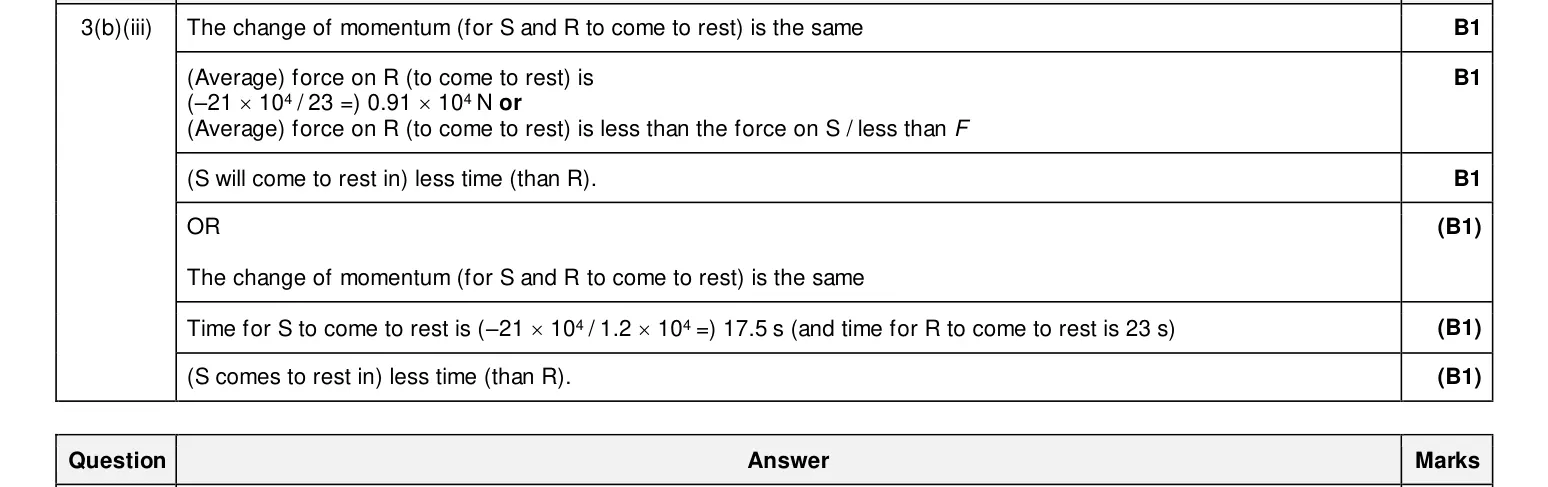 3(b)(iii) The change of momentum (for S and R to come to rest) is the same B1
(Average) force on R (to come to rest) is B1
(–21 × 10⁴ / 23 =) 0.91 × 10⁴ N or
(Average) force on R (to come to rest) is less than the force on S / less than F
(S will come to rest in) less time (than R). B1
OR (B1)
The change of momentum (for S and R to come to rest) is the same
Time for S to come to rest is (–21 × 10⁴ / 1.2 × 10⁴ =) 17.5 s (and time for R to come to rest is 23 s) (B1)
(S comes to rest in) less time (than R). (B1)
Question Answer Marks